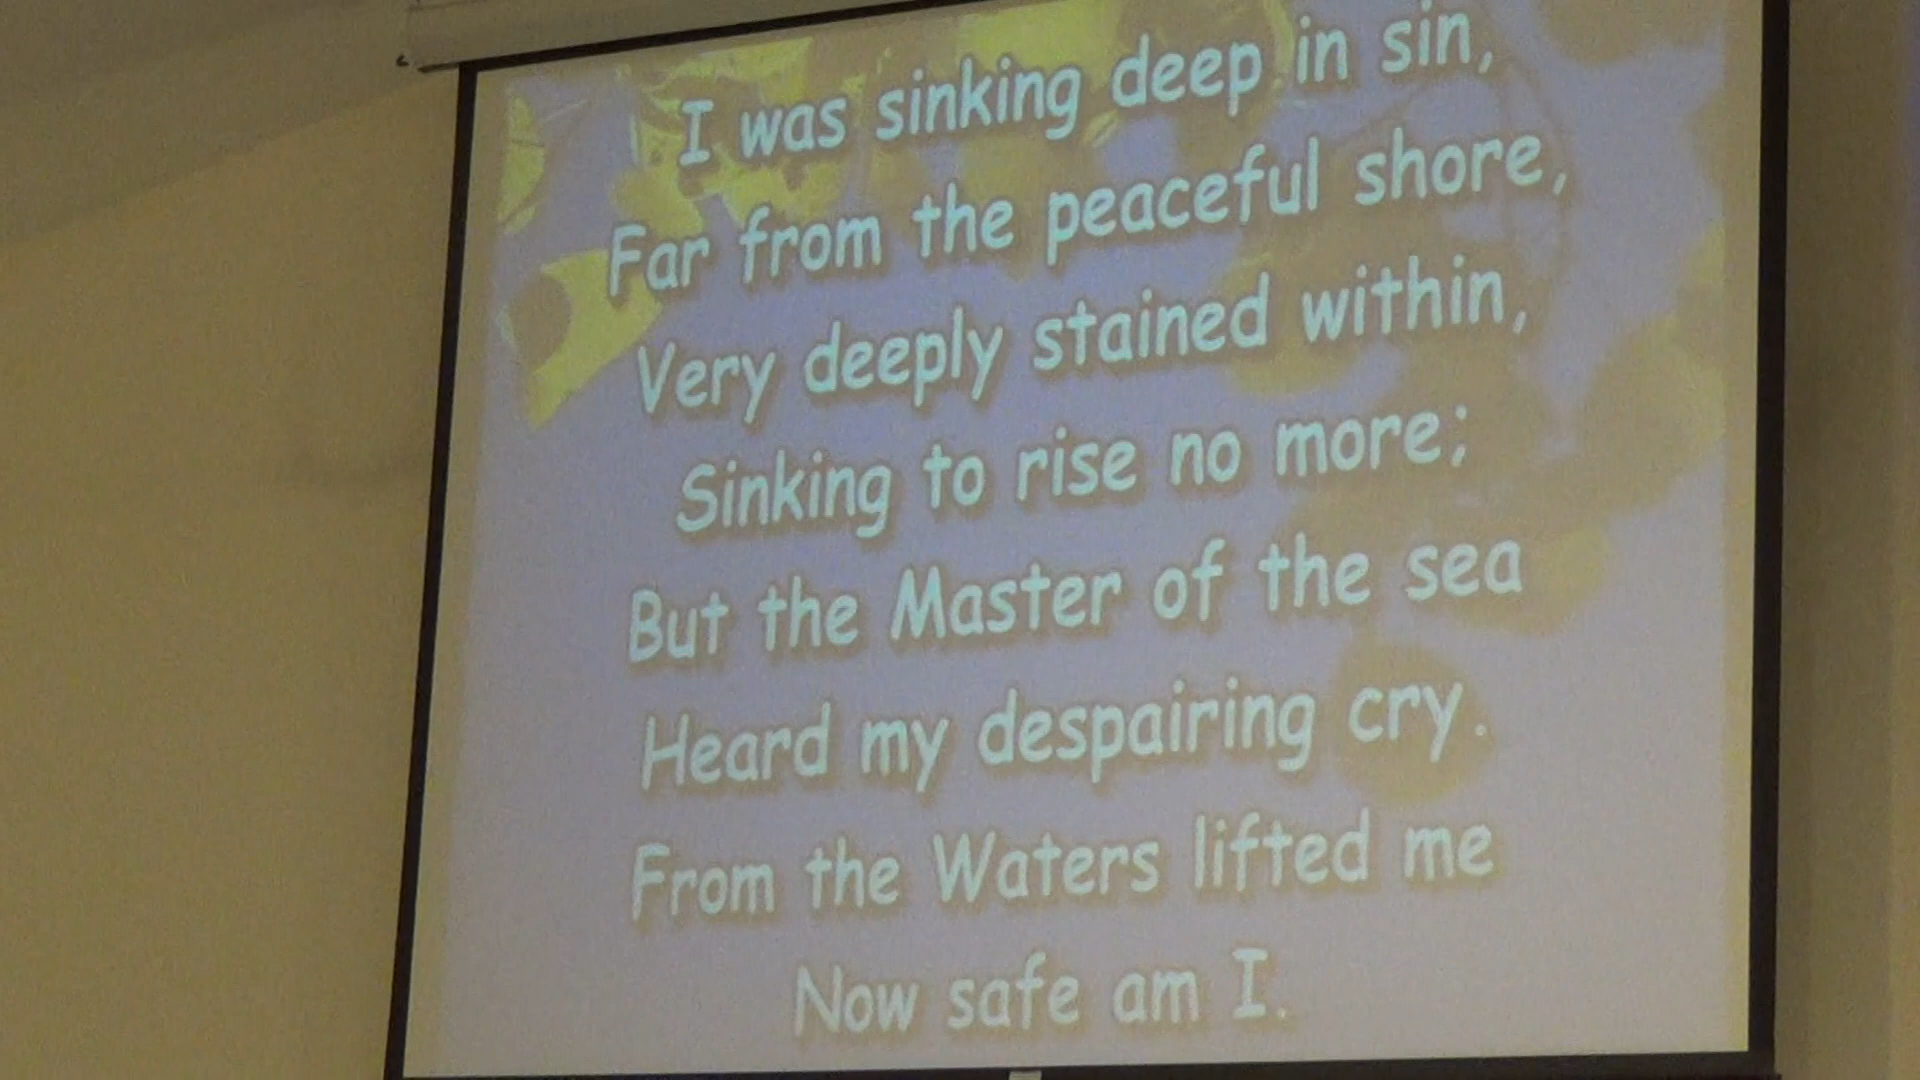 I was sinking deep in sin,
Far from the peaceful shore,
Very deeply stained within,
Sinking to rise no more;
But the Master of the sea
Heard my despairing cry.
From the Waters lifted me
Now safe am I.